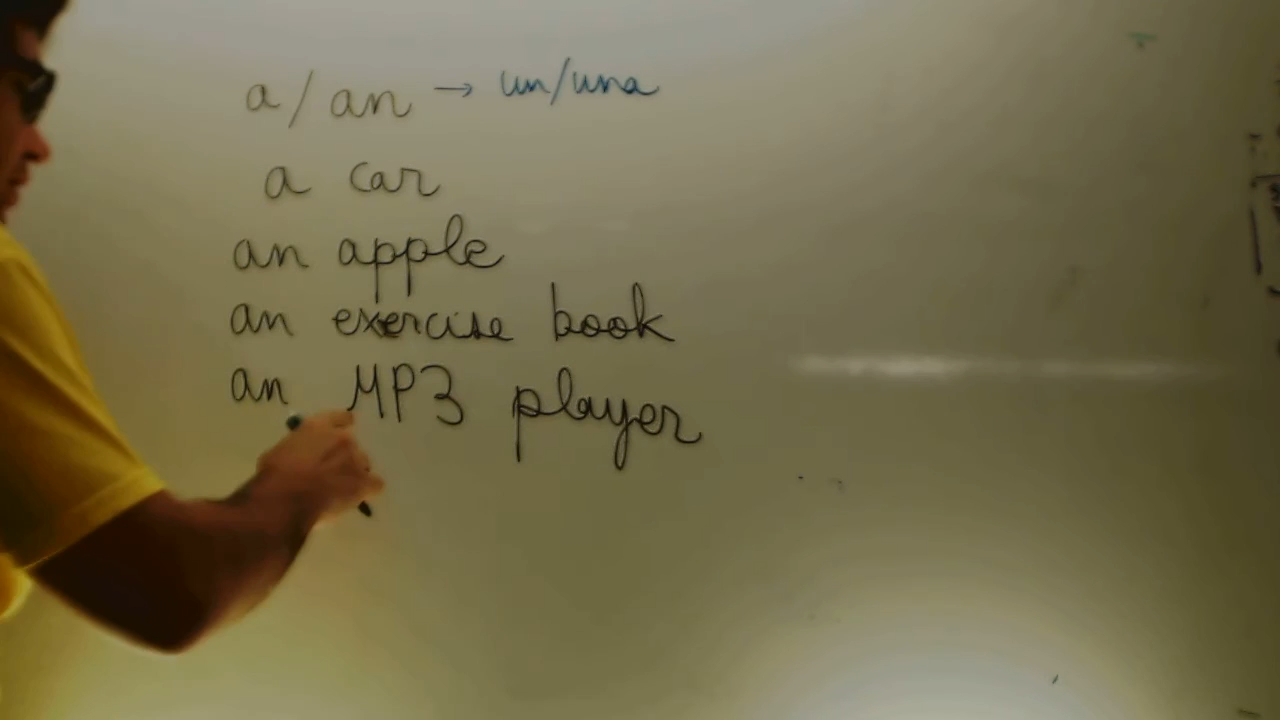 a/an → un/una
a car
an apple
an exercise book
an MP3 player